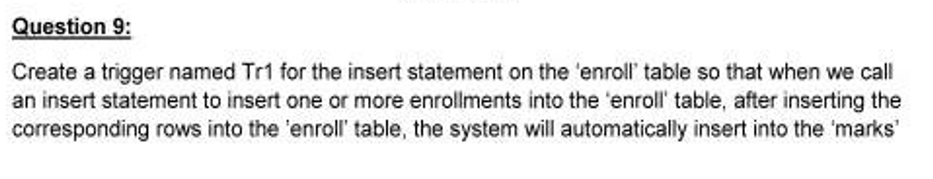 Question 9:
Create a trigger named Tr1 for the insert statement on the 'enroll' table so that when we call
an insert statement to insert one or more enrollments into the 'enroll' table, after inserting the
corresponding rows into the 'enroll' table, the system will automatically insert into the 'marks'